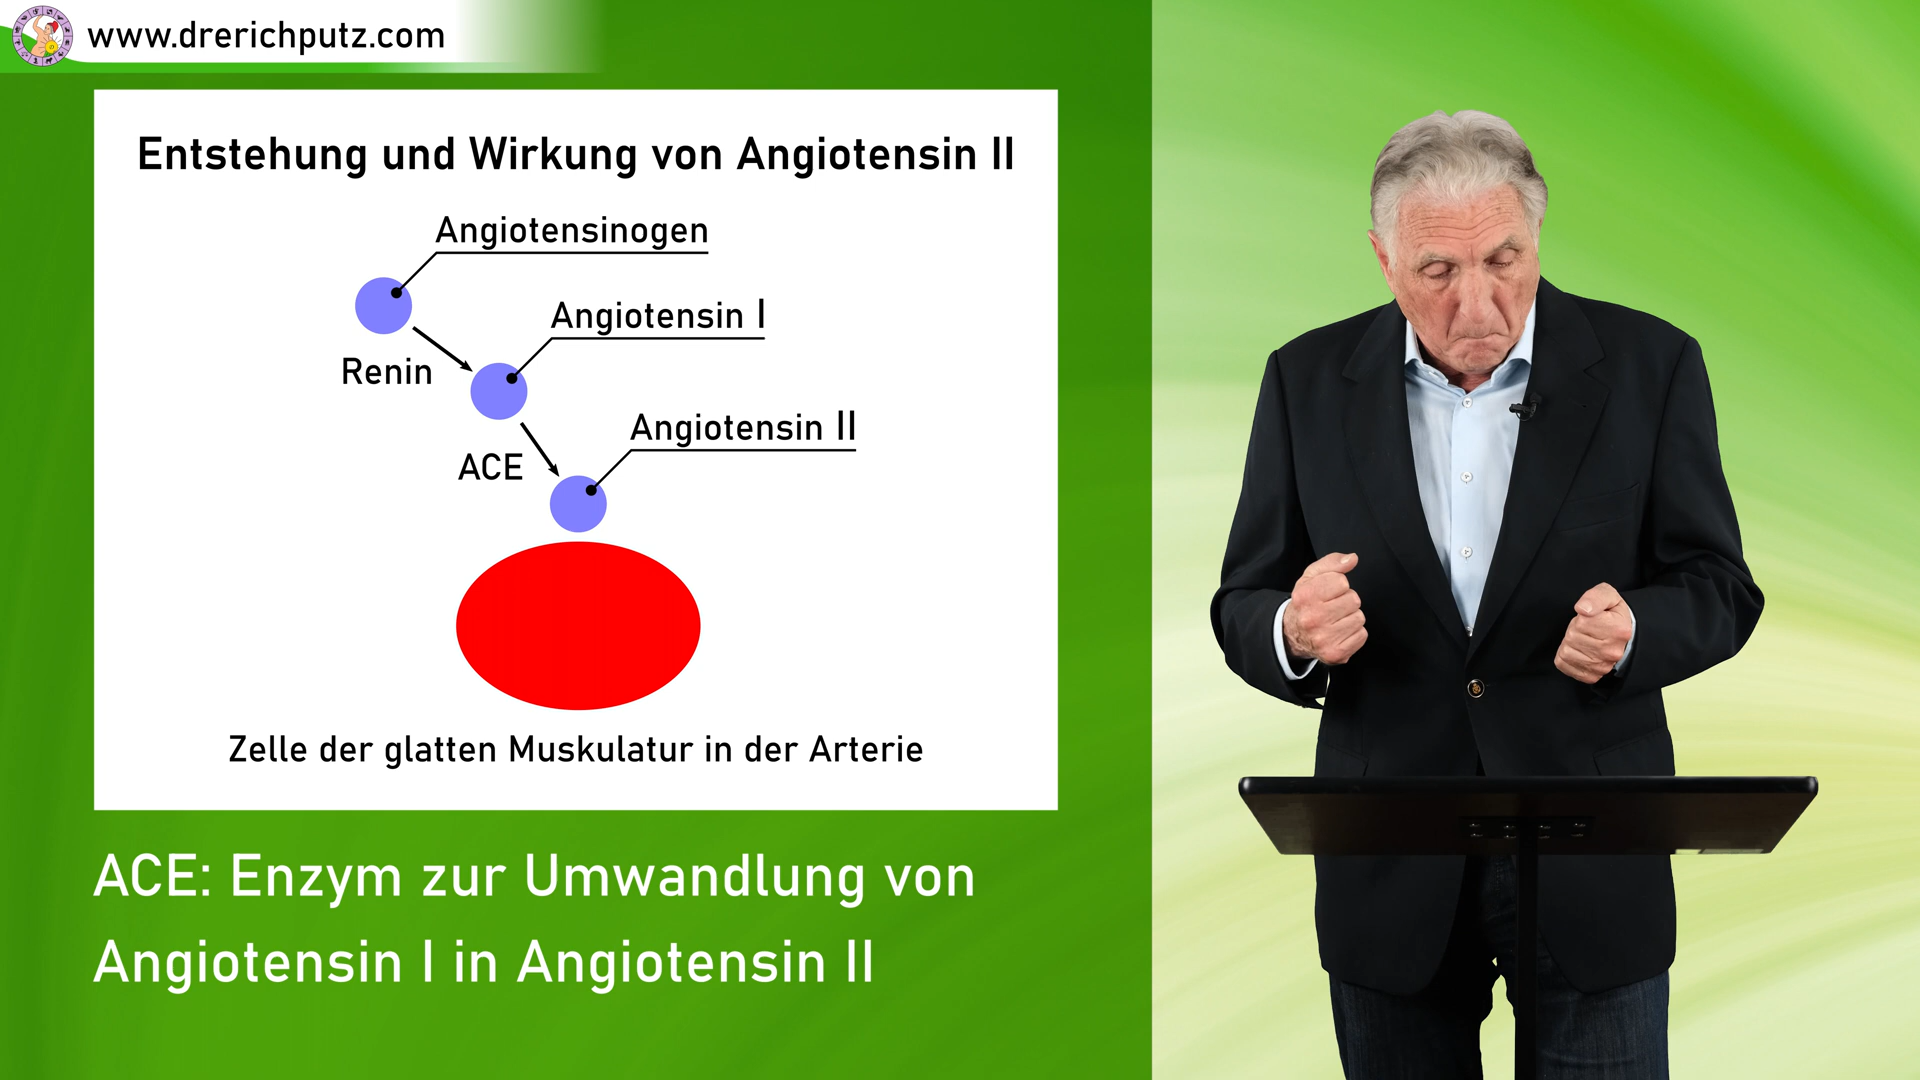 www.drerichputz.com
Entstehung und Wirkung von Angiotensin II
Angiotensinogen
Angiotensin I
Renin
Angiotensin II
ACE
Zelle der glatten Muskulatur in der Arterie
ACE: Enzym zur Umwandlung von
Angiotensin I in Angiotensin II